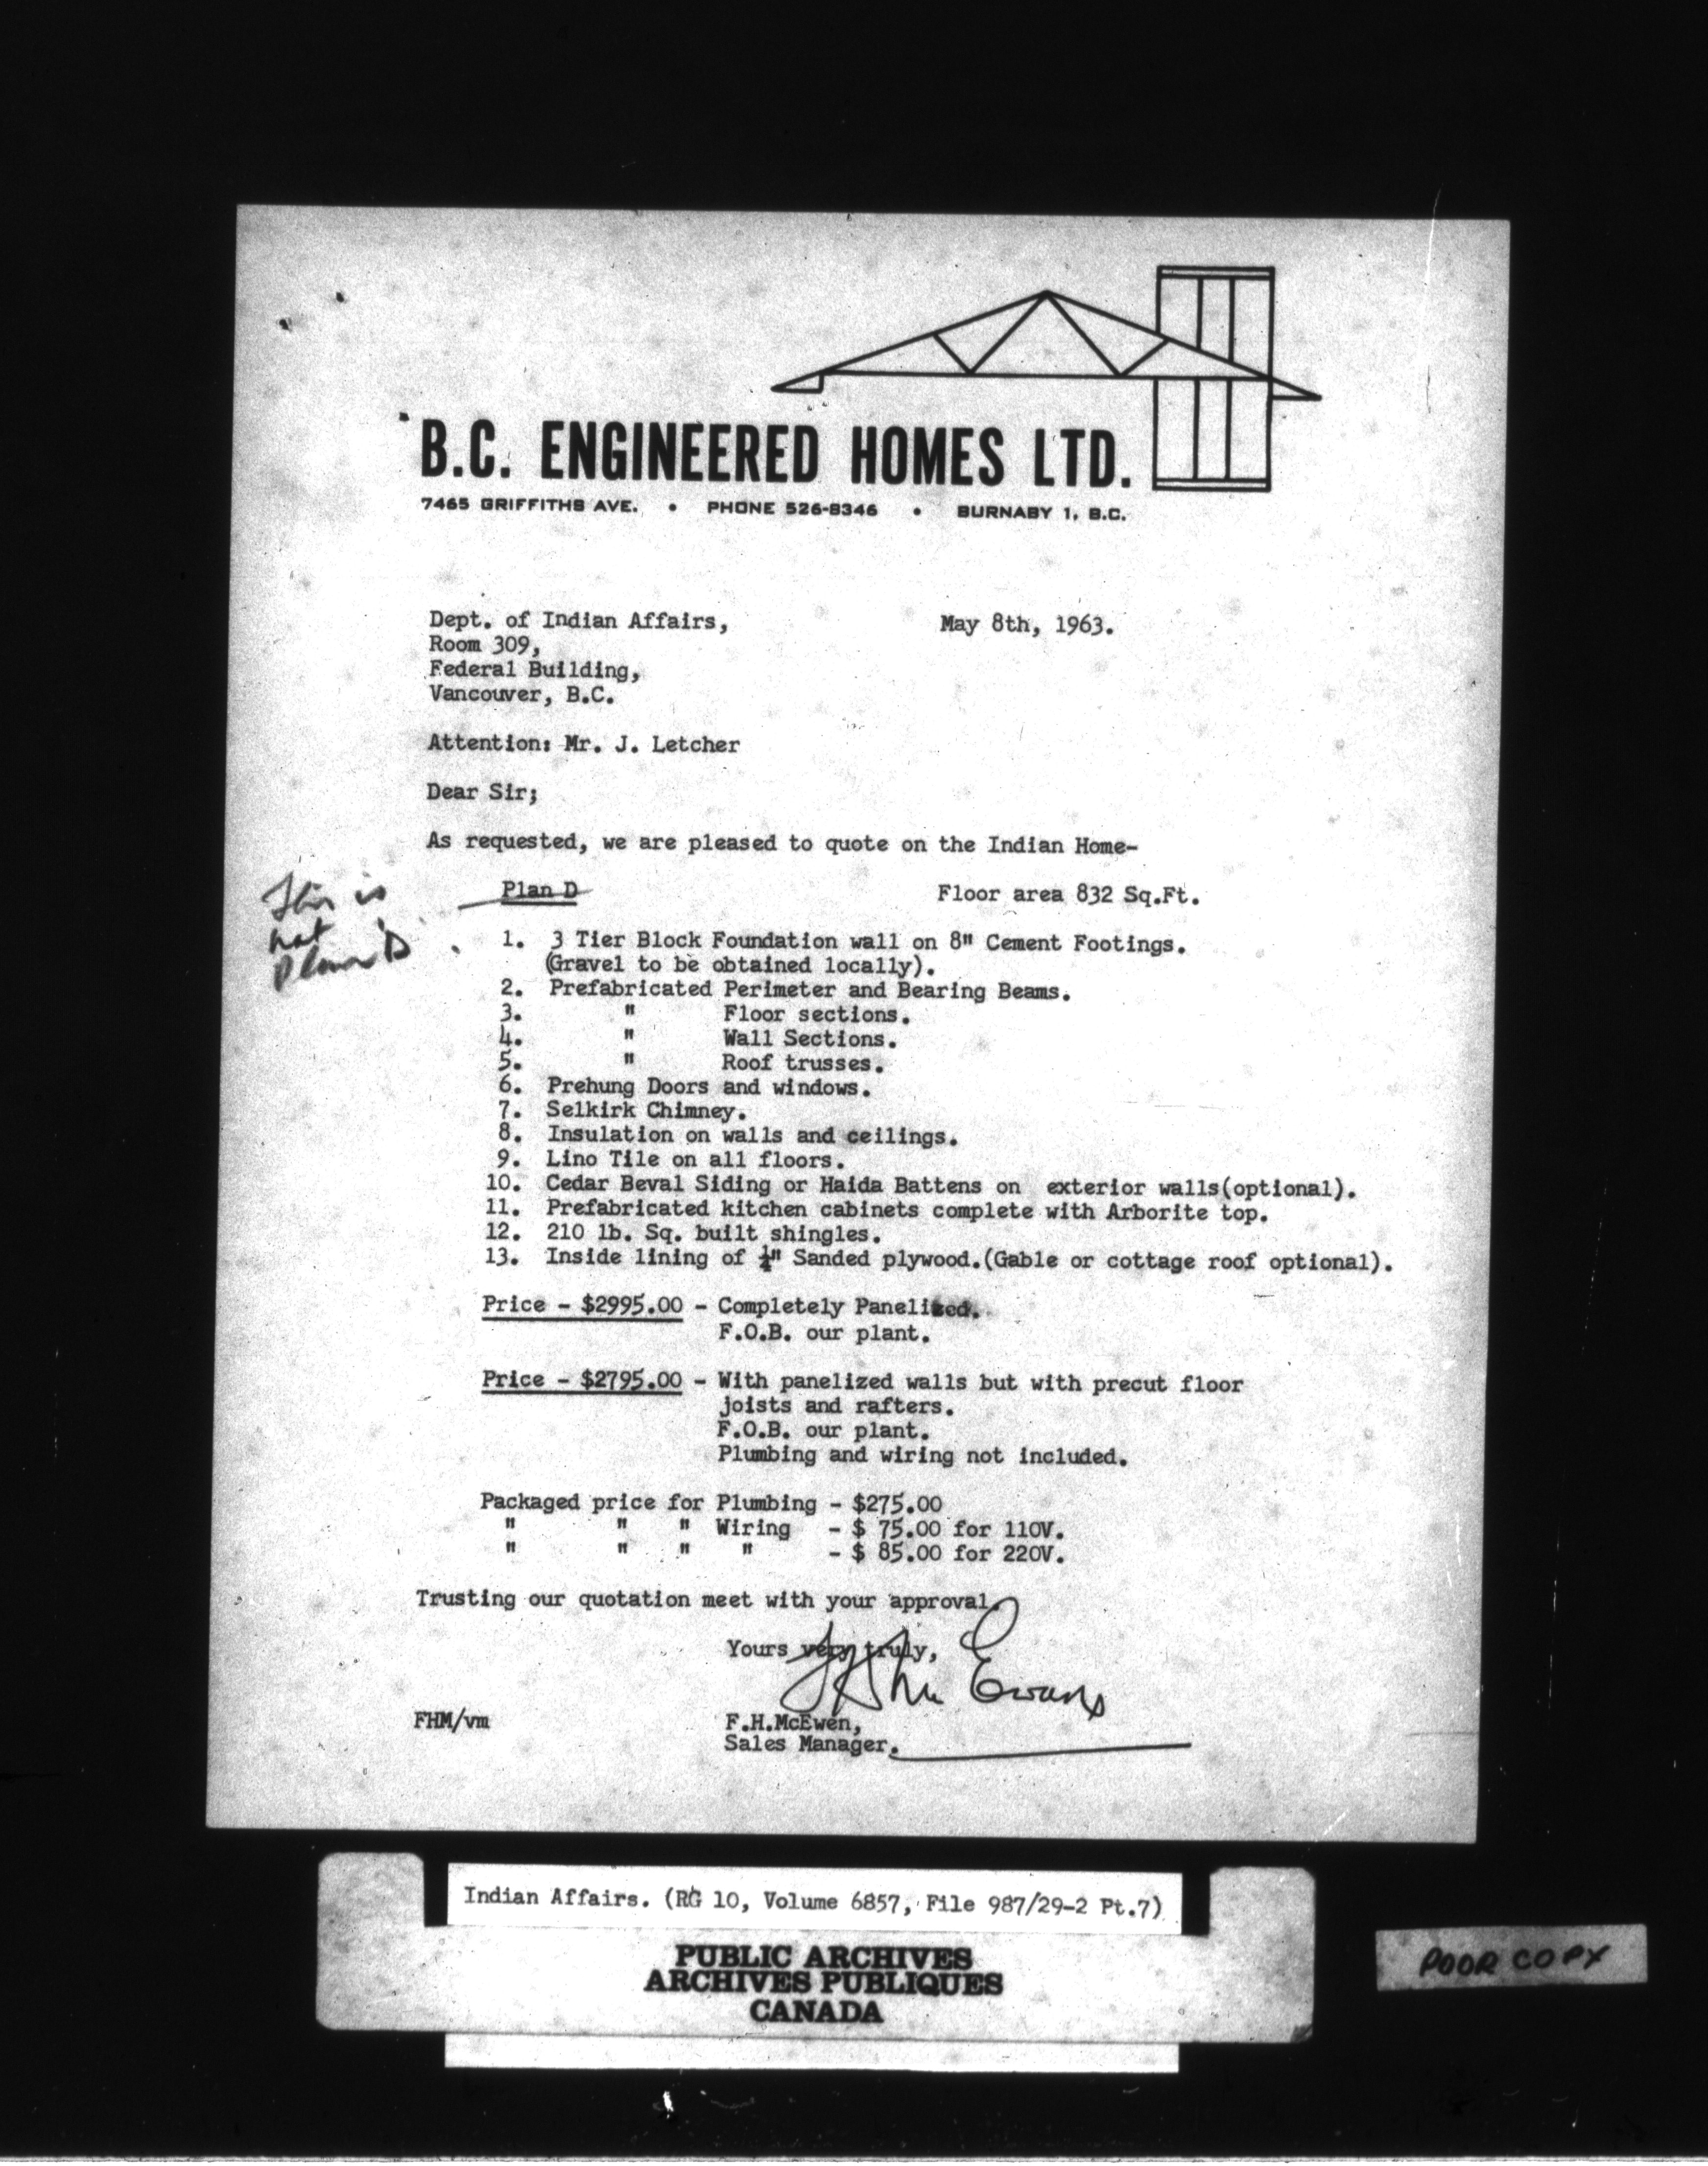 B.C. ENGINEERED HOMES LTD.
7465 GRIFFITHS AVE. • PHONE 526-8346 • BURNABY 1, B.C.
Dept. of Indian Affairs, May 8th, 1963.
Room 309,
Federal Building,
Vancouver, B.C.
Attention: Mr. J. Letcher
Dear Sir;
As requested, we are pleased to quote on the Indian Home-
This is
not
Plan D
Plan D Floor area 832 Sq.Ft.
1. 3 Tier Block Foundation wall on 8" Cement Footings.
(Gravel to be obtained locally).
2. Prefabricated Perimeter and Bearing Beams.
3. " Floor sections.
4. " Wall Sections.
5. " Roof trusses.
6. Prehung Doors and windows.
7. Selkirk Chimney.
8. Insulation on walls and ceilings.
9. Lino Tile on all floors.
10. Cedar Beval Siding or Haida Battens on exterior walls(optional).
11. Prefabricated kitchen cabinets complete with Arborite top.
12. 210 lb. Sq. built shingles.
13. Inside lining of ¼" Sanded plywood.(Gable or cottage roof optional).
Price - $2995.00 - Completely Panelized.
F.O.B. our plant.
Price - $2795.00 - With panelized walls but with precut floor
joists and rafters.
F.O.B. our plant.
Plumbing and wiring not included.
Packaged price for Plumbing - $275.00
" " " Wiring - $ 75.00 for 110V.
" " " " - $ 85.00 for 220V.
Trusting our quotation meet with your approval.
Yours very truly,
FHM/vm F.H.McEwen,
Sales Manager.
Indian Affairs. (RG 10, Volume 6857, File 987/29-2 Pt.7)
PUBLIC ARCHIVES
ARCHIVES PUBLIQUES
CANADA
POOR COPY